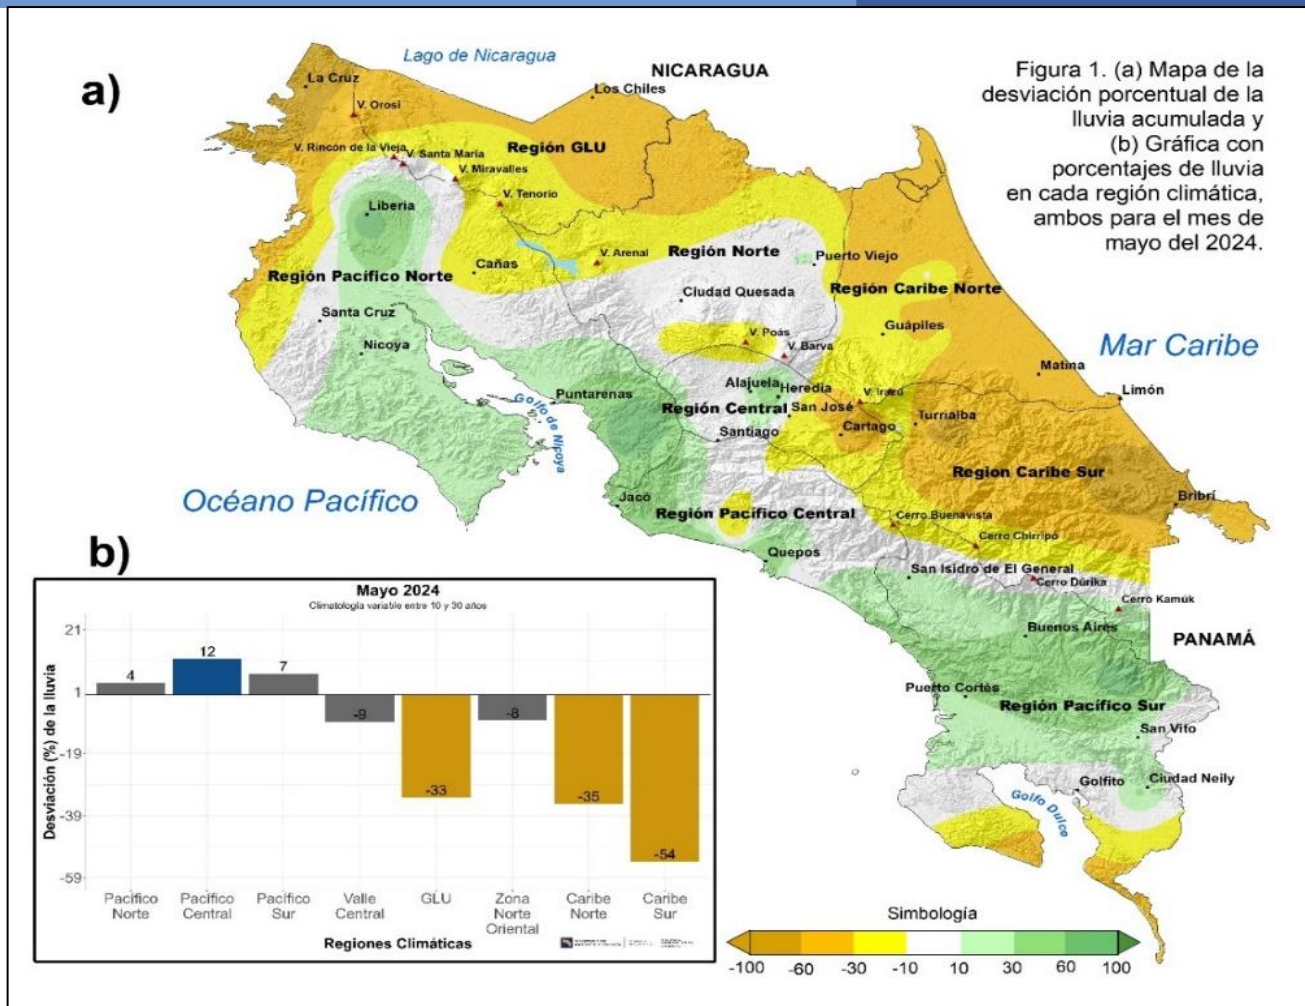 a)
Lago de Nicaragua
NICARAGUA
Figura 1. (a) Mapa de la
desviación porcentual de la
lluvia acumulada y
(b) Gráfica con
porcentajes de lluvia
en cada región climática,
ambos para el mes de
mayo del 2024.
La Cruz
Los Chiles
V. Orosi
V. Rincón de la Vieja
V. Santa María
Región GLU
V. Miravalles
V. Tenorio
Liberia
V. Arenal
Región Norte
Puerto Viejo
Región Pacífico Norte
Cañas
Región Caribe Norte
Ciudad Quesada
Santa Cruz
Guápiles
Nicoya
V. Poás
V. Barva
Mar Caribe
Matina
Limón
Puntarenas
Alajuela
Heredia
V. Irazú
Golfo de Nicoya
Región Central
San José
Turrialba
Santiago
Cartago
Region Caribe Sur
Océano Pacífico
Jacó
Región Pacífico Central
Bribrí
Cerro Buenavista
Cerro Chirripó
Quepos
San Isidro de El General
Cerro Dúrika
Cerro Kamúk
Buenos Aires
PANAMÁ
Puerto Cortés
Región Pacífico Sur
San Vito
Golfito
Ciudad Neily
Golfo Dulce
b)
Mayo 2024
Climatología variable entre 10 y 30 años
Desviación (%) de la lluvia
21
1
-19
-39
-59
4
12
7
-9
-33
-8
-35
-54
Pacífico Norte
Pacífico Central
Pacífico Sur
Valle Central
GLU
Zona Norte Oriental
Caribe Norte
Caribe Sur
Regiones Climáticas
Simbología
-100 -60 -30 -10 10 30 60 100